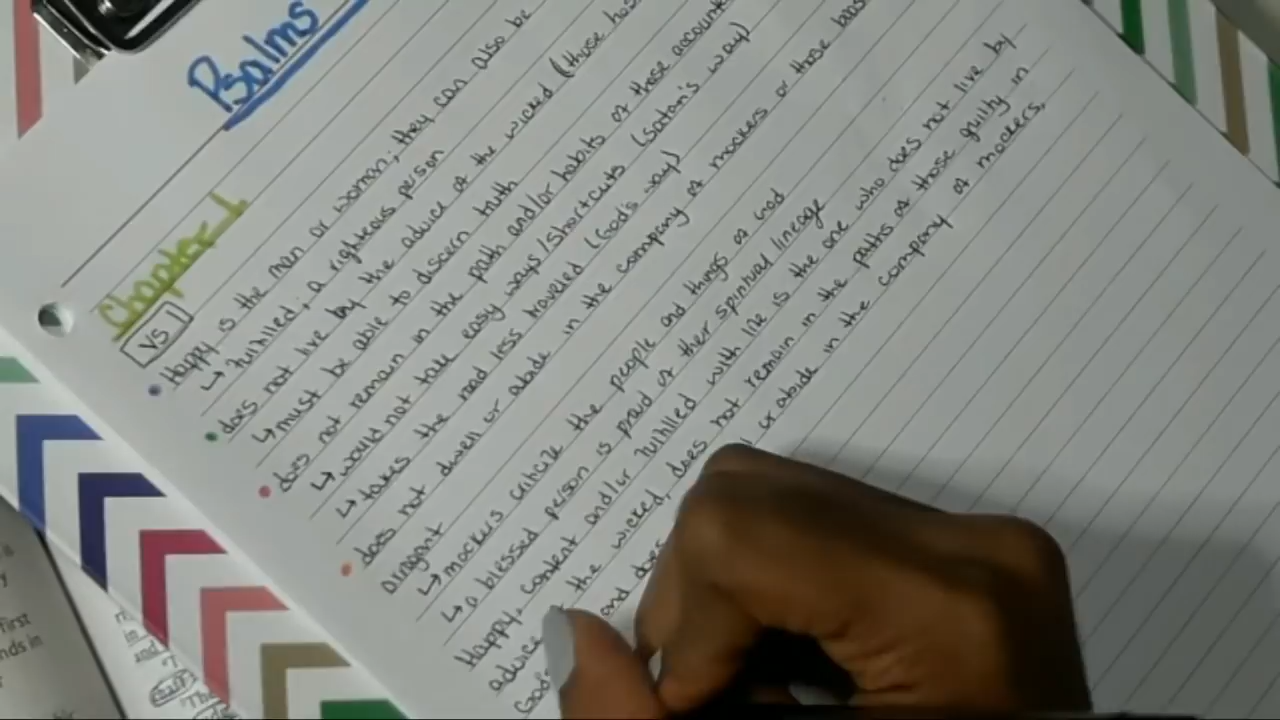 Psalms
Chapter 1
VS 1
Happy is the man or woman; they can also be
↳ fulfilled; a righteous person
does not live by the advice of the wicked (those
↳ must be able to discern truth
does not remain in the path and/or habits of those
↳ would not take easy ways/shortcuts (Satan's way)
↳ takes the road less traveled (God's way)
does not dwell or abide in the company of mockers or those
arrogant
↳ mockers criticize the people and things of God
↳ a blessed person is proud of their spiritual lineage
Happy, content and/or fulfilled with life is the one who does not live by
advice the wicked, does not remain in the paths of those guilty in
God and does or abide in the company of mockers.
first
nds in
in
and